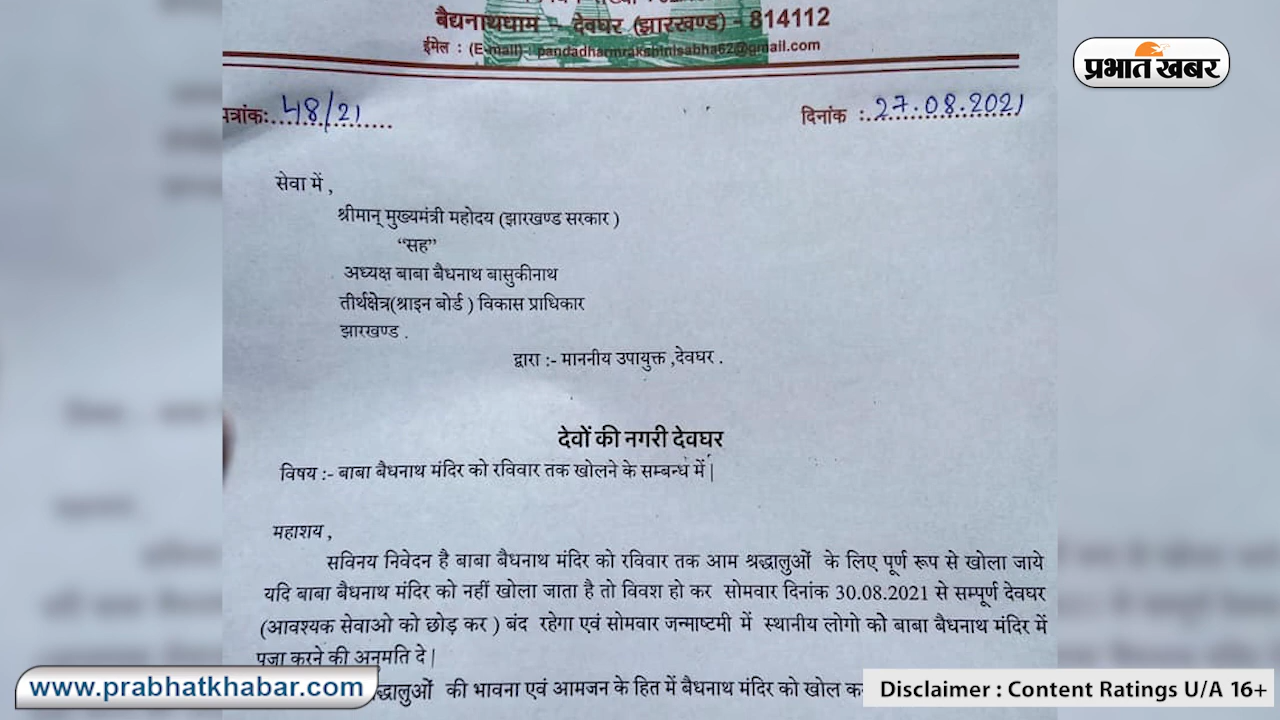 बैद्यनाथधाम - देवघर (झारखण्ड) - 814112
ईमेल : (E-mail) : pandadharmrakshinisabha62@gmail.com
प्रभात खबर
पत्रांक:..48/21......
दिनांक :..27.08.2021
सेवा में ,
श्रीमान् मुख्यमंत्री महोदय (झारखण्ड सरकार )
“सह”
अध्यक्ष बाबा बैधनाथ बासुकीनाथ
तीर्थक्षेत्र(श्राइन बोर्ड ) विकास प्राधिकार
झारखण्ड .
द्वारा :- माननीय उपायुक्त ,देवघर .
देवों की नगरी देवघर
विषय :- बाबा बैधनाथ मंदिर को रविवार तक खोलने के सम्बन्ध में|
महाशय ,
सविनय निवेदन है बाबा बैधनाथ मंदिर को रविवार तक आम श्रद्धालुओं के लिए पूर्ण रूप से खोला जाये
यदि बाबा बैधनाथ मंदिर को नहीं खोला जाता है तो विवश हो कर सोमवार दिनांक 30.08.2021 से सम्पूर्ण देवघर
(आवश्यक सेवाओ को छोड़ कर ) बंद रहेगा एवं सोमवार जन्माष्टमी में स्थानीय लोगो को बाबा बैधनाथ मंदिर में
पूजा करने की अनुमति दे|
की भावना एवं आमजन के हित में बैधनाथ मंदिर को खोल
www.prabhatkhabar.com
Disclaimer : Content Ratings U/A 16+